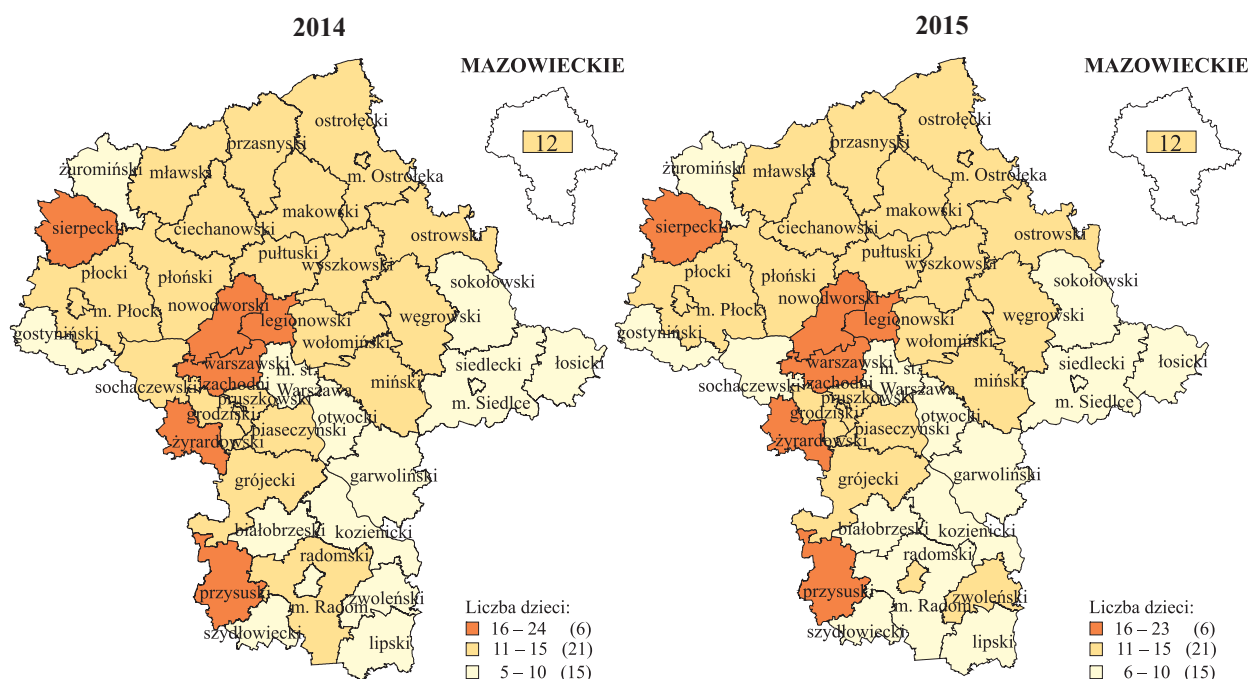 2014
MAZOWIECKIE
12
ostrołęcki
przasnyski
żuromiński
mławski
m. Ostrołęka
makowski
sierpecki
ciechanowski
ostrowski
pułtuski
wyszkowski
płocki
płoński
sokołowski
nowodworski
m. Płock
legionowski
węgrowski
gostyniński
wołomiński
warszawski
zachodni
m. st.
Warszawa
siedlecki
łosicki
sochaczewski
miński
pruszkowski
m. Siedlce
grodziski
otwocki
żyrardowski
piaseczyński
garwoliński
grójecki
białobrzeski
kozienicki
radomski
przysuski
m. Radom
zwoleński
szydłowiecki
lipski
Liczba dzieci:
16 – 24 (6)
11 – 15 (21)
5 – 10 (15)
2015
MAZOWIECKIE
12
ostrołęcki
przasnyski
żuromiński
mławski
m. Ostrołęka
makowski
sierpecki
ciechanowski
ostrowski
pułtuski
wyszkowski
płocki
płoński
sokołowski
nowodworski
m. Płock
legionowski
węgrowski
gostyniński
wołomiński
warszawski
zachodni
m. st.
Warszawa
siedlecki
łosicki
sochaczewski
miński
pruszkowski
m. Siedlce
grodziski
otwocki
żyrardowski
piaseczyński
garwoliński
grójecki
białobrzeski
kozienicki
radomski
przysuski
m. Radom
zwoleński
szydłowiecki
lipski
Liczba dzieci:
16 – 23 (6)
11 – 15 (21)
6 – 10 (15)